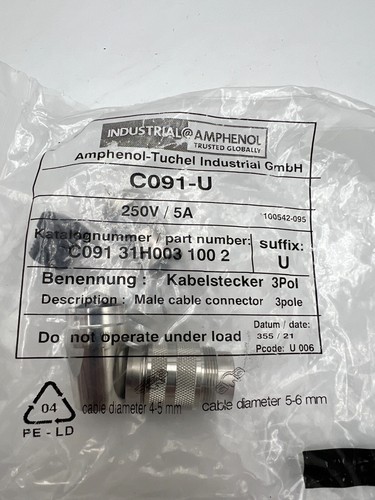 INDUSTRIAL@AMPHENOL
TRUSTED GLOBALLY
Amphenol-Tuchel Industrial GmbH
C091-U
250V / 5A
100542-095
Katalognummer / part number:
C091 31H003 100 2
suffix:
U
Benennung : Kabelstecker 3Pol
Description : Male cable connector 3pole
Do not operate under load
Datum / date:
355 / 21
Pcode: U 006
04
PE - LD
cable diameter 4-5 mm
cable diameter 5-6 mm